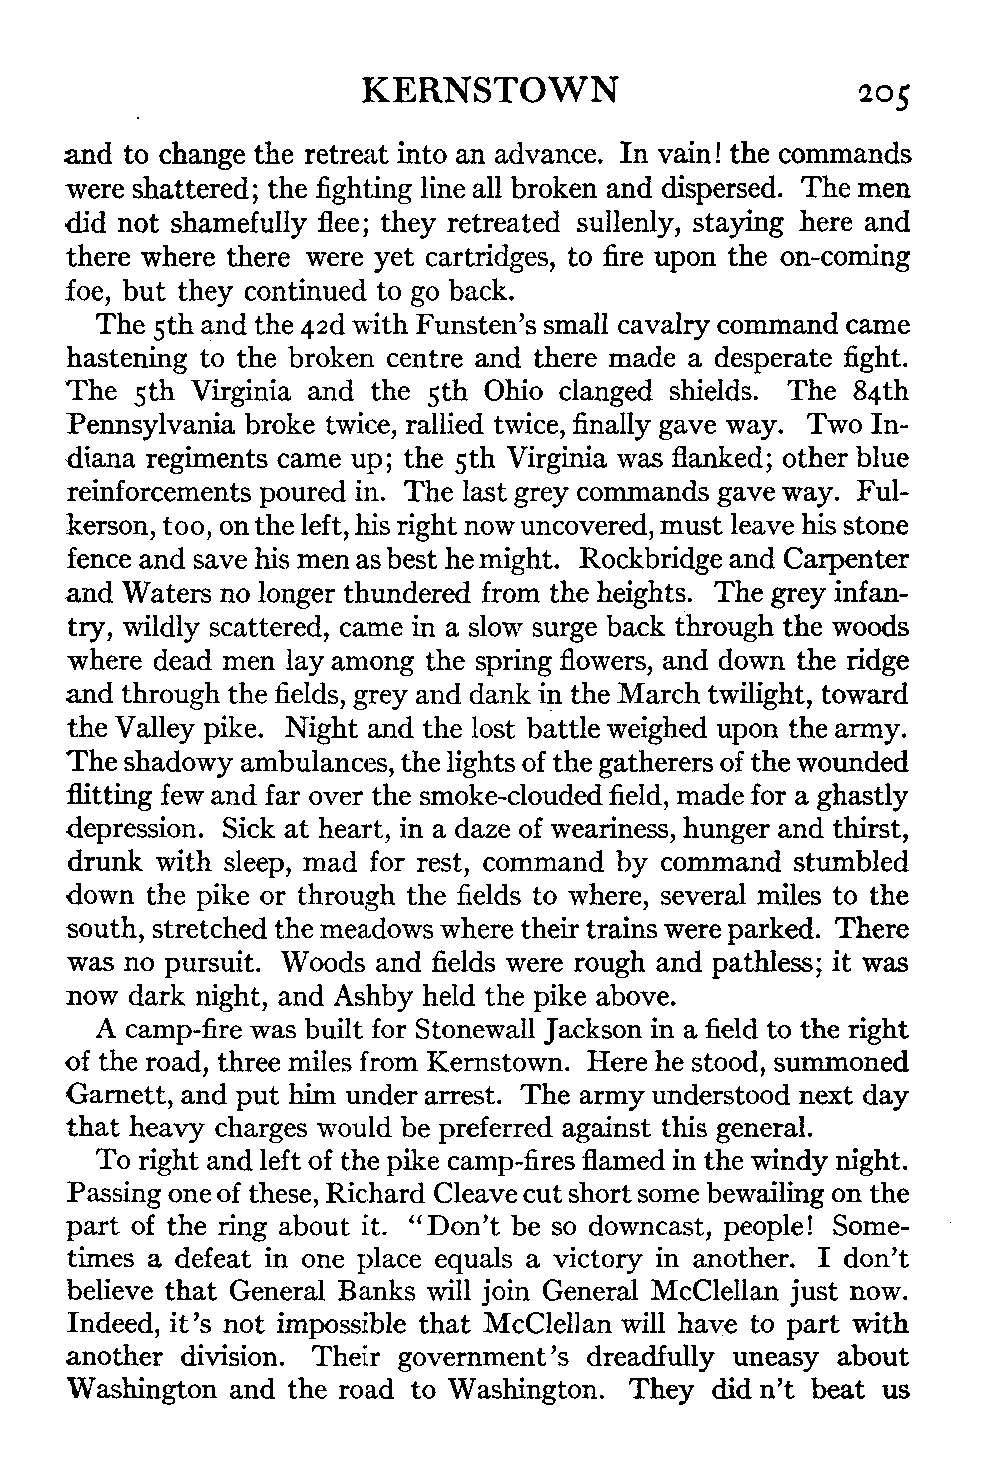 KERNSTOWN 205
and to change the retreat into an advance. In vain! the commands
were shattered; the fighting line all broken and dispersed. The men
did not shamefully flee; they retreated sullenly, staying here and
there where there were yet cartridges, to fire upon the on-coming
foe, but they continued to go back.
The 5th and the 42d with Funsten's small cavalry command came
hastening to the broken centre and there made a desperate fight.
The 5th Virginia and the 5th Ohio clanged shields. The 84th
Pennsylvania broke twice, rallied twice, finally gave way. Two In-
diana regiments came up; the 5th Virginia was flanked; other blue
reinforcements poured in. The last grey commands gave way. Ful-
kerson, too, on the left, his right now uncovered, must leave his stone
fence and save his men as best he might. Rockbridge and Carpenter
and Waters no longer thundered from the heights. The grey infan-
try, wildly scattered, came in a slow surge back through the woods
where dead men lay among the spring flowers, and down the ridge
and through the fields, grey and dank in the March twilight, toward
the Valley pike. Night and the lost battle weighed upon the army.
The shadowy ambulances, the lights of the gatherers of the wounded
flitting few and far over the smoke-clouded field, made for a ghastly
depression. Sick at heart, in a daze of weariness, hunger and thirst,
drunk with sleep, mad for rest, command by command stumbled
down the pike or through the fields to where, several miles to the
south, stretched the meadows where their trains were parked. There
was no pursuit. Woods and fields were rough and pathless; it was
now dark night, and Ashby held the pike above.
A camp-fire was built for Stonewall Jackson in a field to the right
of the road, three miles from Kernstown. Here he stood, summoned
Garnett, and put him under arrest. The army understood next day
that heavy charges would be preferred against this general.
To right and left of the pike camp-fires flamed in the windy night.
Passing one of these, Richard Cleave cut short some bewailing on the
part of the ring about it. "Don't be so downcast, people! Some-
times a defeat in one place equals a victory in another. I don't
believe that General Banks will join General McClellan just now.
Indeed, it's not impossible that McClellan will have to part with
another division. Their government's dreadfully uneasy about
Washington and the road to Washington. They did n't beat us